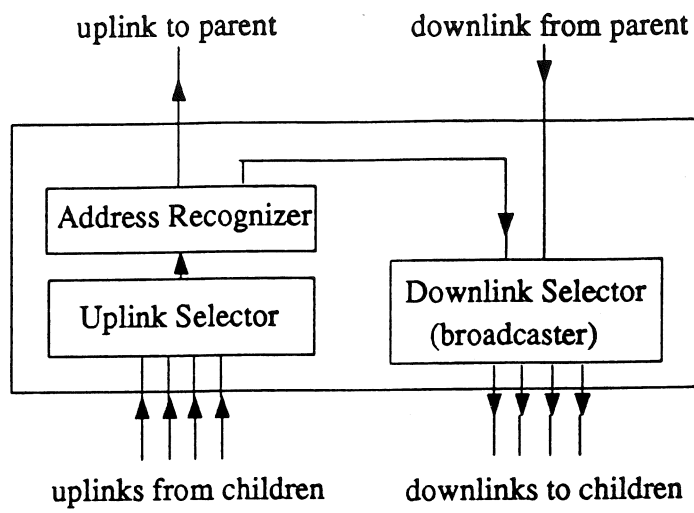 uplink to parent
downlink from parent
Address Recognizer
Uplink Selector
Downlink Selector
(broadcaster)
uplinks from children
downlinks to children